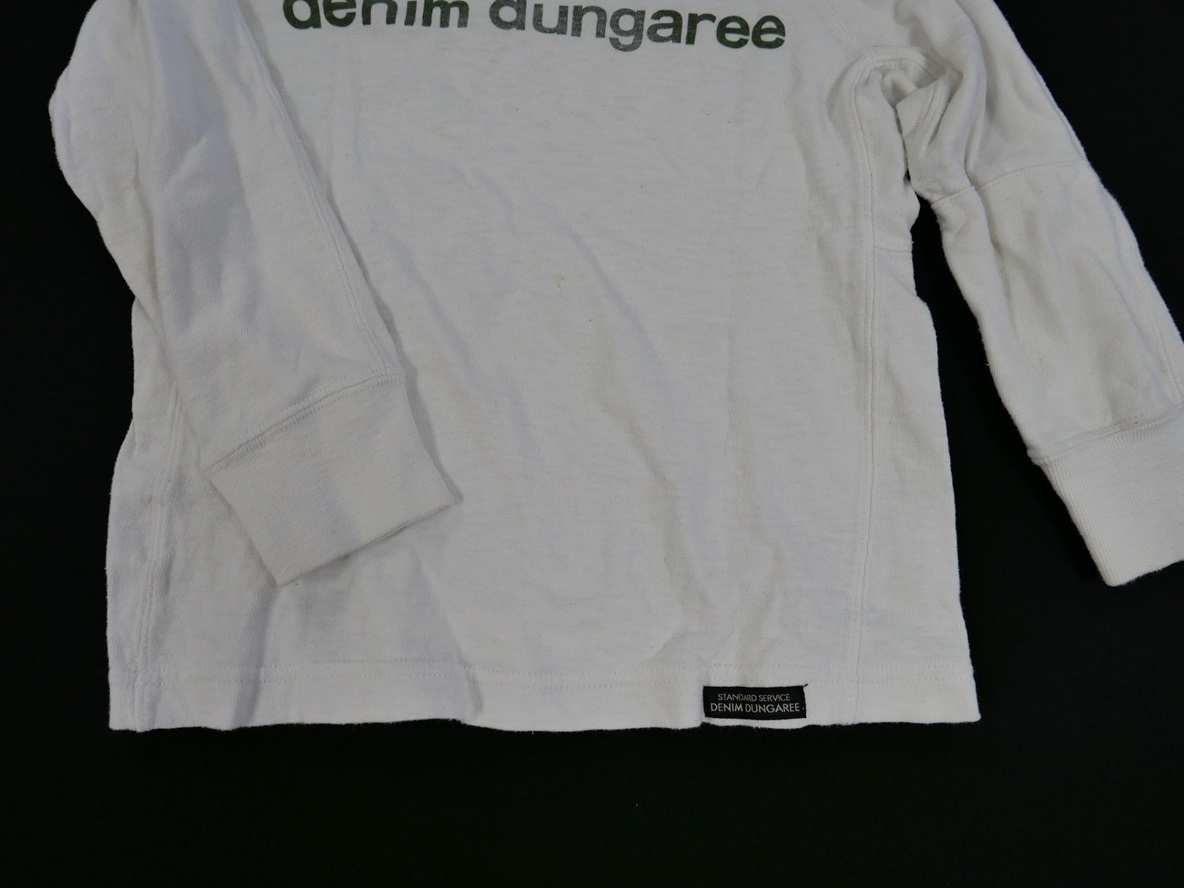 denim dungaree
STANDARD SERVICE
DENIM DUNGAREE